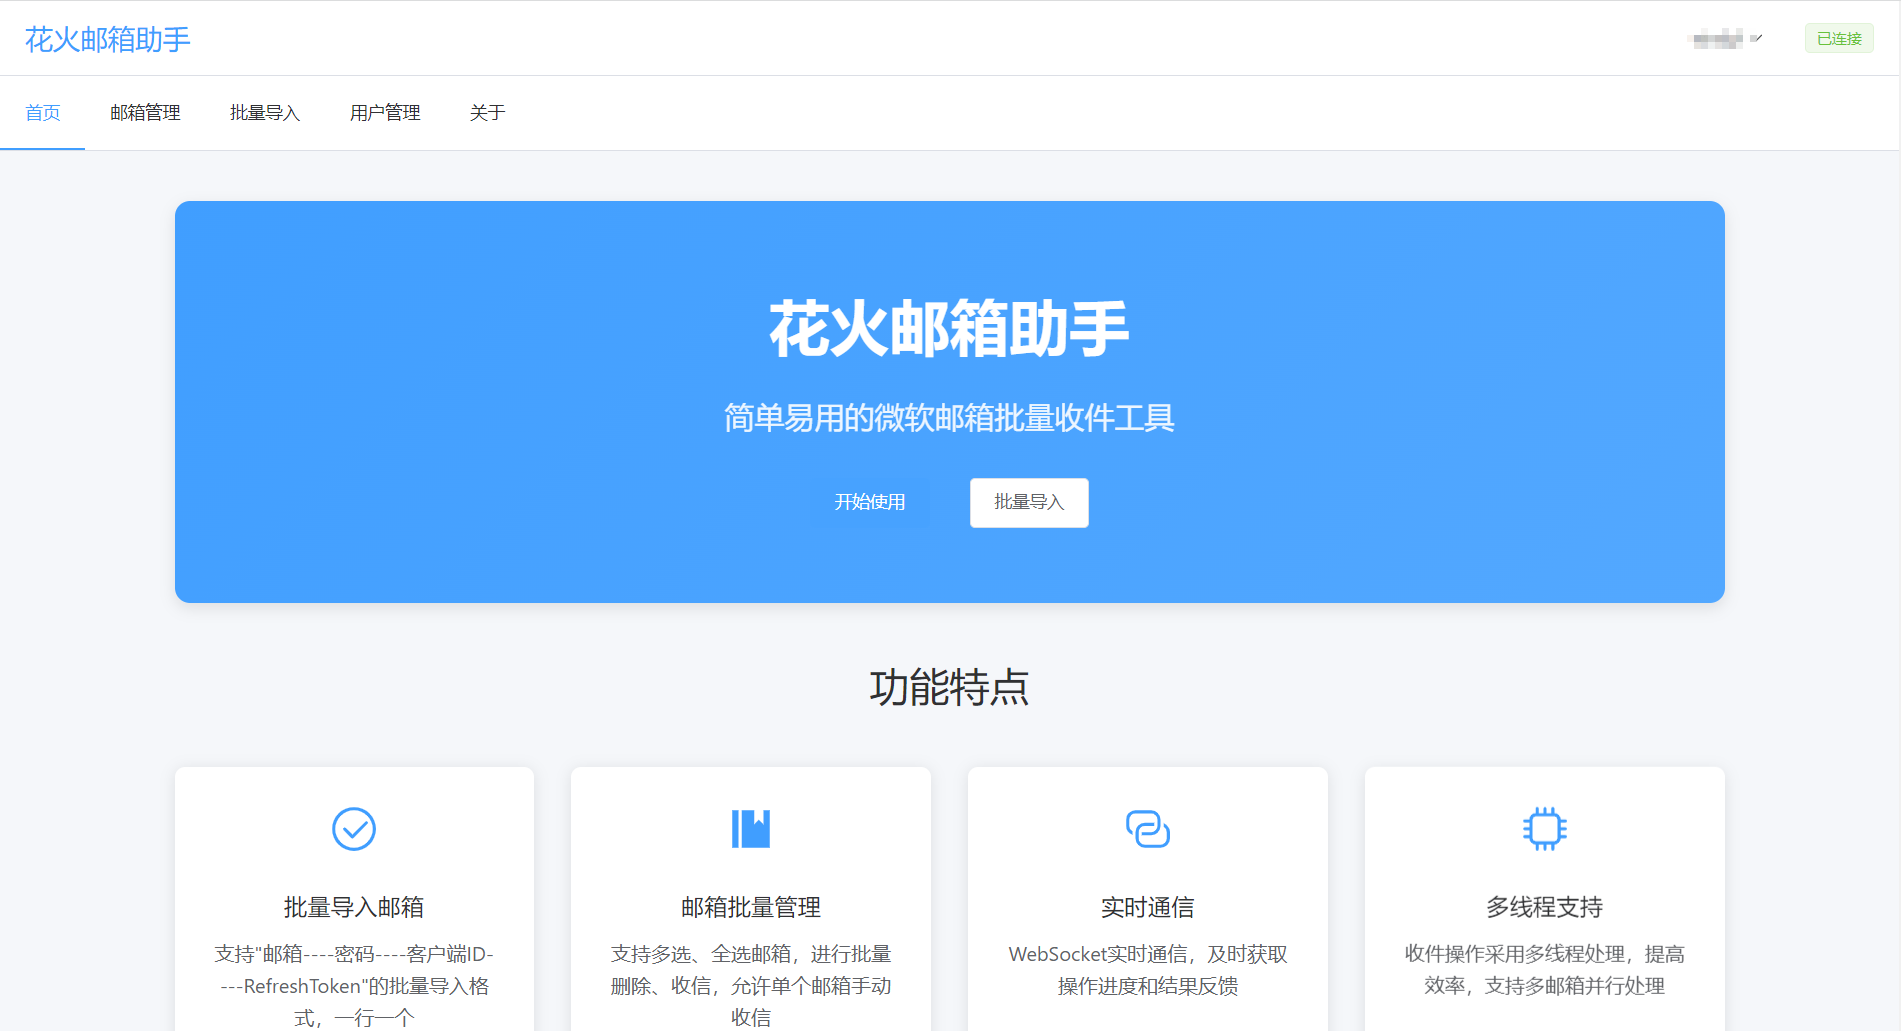 花火邮箱助手
已连接
首页
邮箱管理
批量导入
用户管理
关于
花火邮箱助手
简单易用的微软邮箱批量收件工具
开始使用
批量导入
功能特点
批量导入邮箱
支持"邮箱----密码----客户端ID-
---RefreshToken"的批量导入格
式，一行一个
邮箱批量管理
支持多选、全选邮箱，进行批量
删除、收信，允许单个邮箱手动
收信
实时通信
WebSocket实时通信，及时获取
操作进度和结果反馈
多线程支持
收件操作采用多线程处理，提高
效率，支持多邮箱并行处理